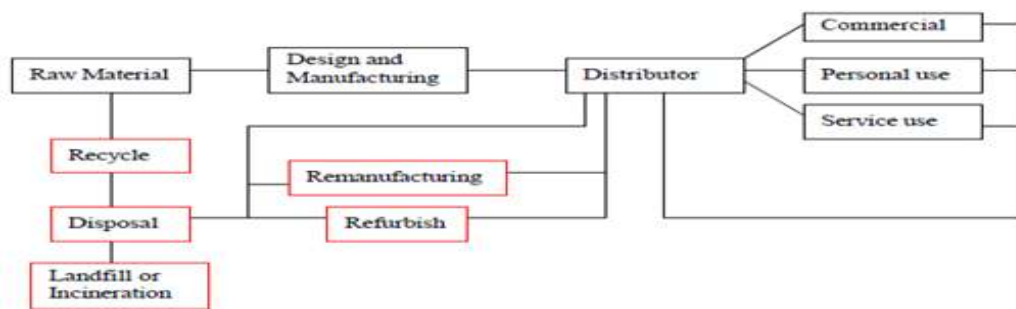 Commercial
Design and
Manufacturing
Raw Material
Distributor
Personal use
Service use
Recycle
Remanufacturing
Disposal
Refurbish
Landfill or
Incineration